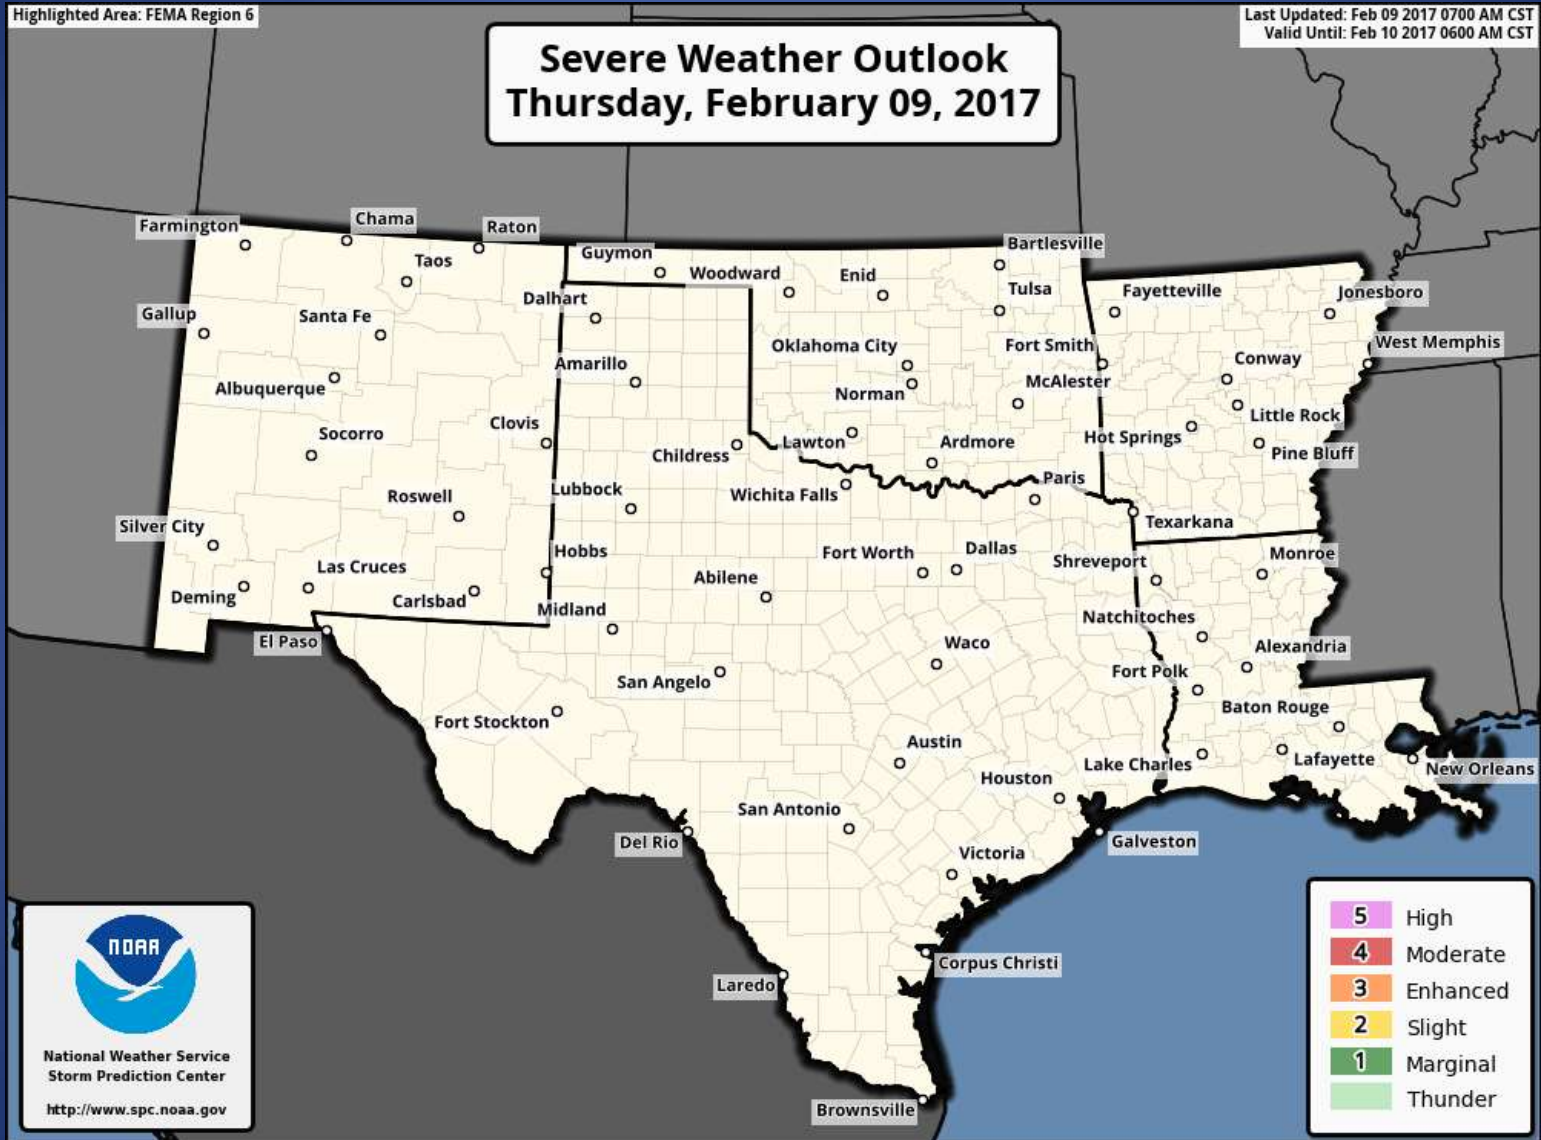 Highlighted Area: FEMA Region 6
Last Updated: Feb 09 2017 0700 AM CST
Valid Until: Feb 10 2017 0600 AM CST
Severe Weather Outlook
Thursday, February 09, 2017
Farmington
Chama
Raton
Taos
Guymon
Woodward
Enid
Bartlesville
Tulsa
Fayetteville
Jonesboro
Gallup
Santa Fe
Dalhart
Oklahoma City
Fort Smith
West Memphis
Conway
Amarillo
Albuquerque
Norman
McAlester
Little Rock
Clovis
Socorro
Childress
Lawton
Ardmore
Hot Springs
Pine Bluff
Roswell
Lubbock
Wichita Falls
Paris
Texarkana
Silver City
Hobbs
Fort Worth
Dallas
Shreveport
Monroe
Las Cruces
Abilene
Deming
Carlsbad
Midland
Natchitoches
El Paso
Waco
Alexandria
San Angelo
Fort Polk
Fort Stockton
Baton Rouge
Austin
Lake Charles
Lafayette
New Orleans
Houston
San Antonio
Del Rio
Galveston
Victoria
Corpus Christi
Laredo
Brownsville
NOAA
National Weather Service
Storm Prediction Center
http://www.spc.noaa.gov
5 High
4 Moderate
3 Enhanced
2 Slight
1 Marginal
Thunder